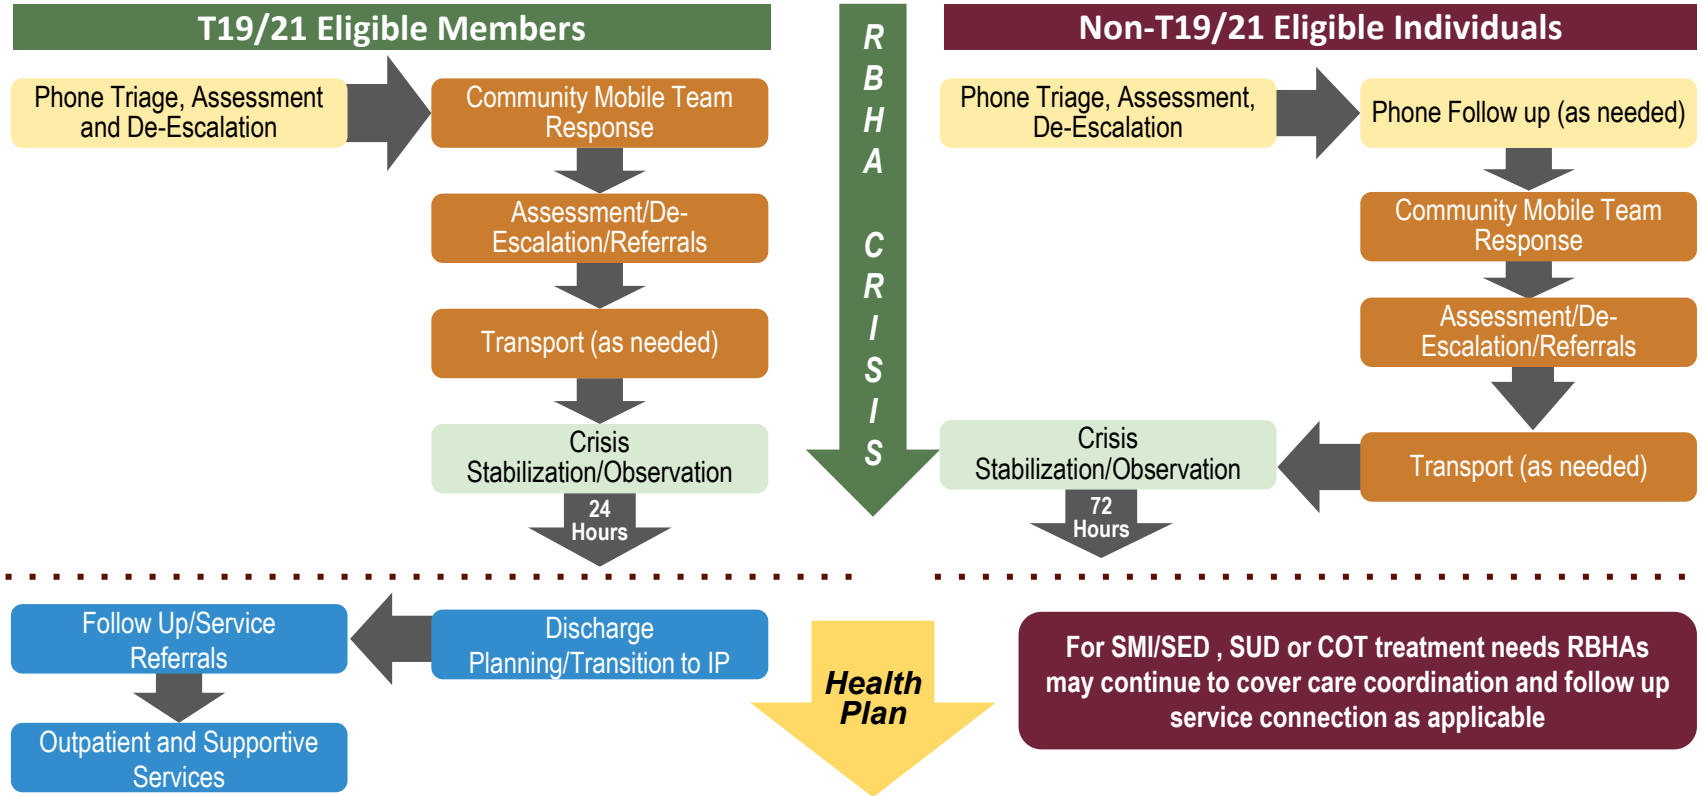 T19/21 Eligible Members
Phone Triage, Assessment
and De-Escalation
Community Mobile Team
Response
Assessment/De-
Escalation/Referrals
Transport (as needed)
Crisis
Stabilization/Observation
24
Hours
R
B
H
A
C
R
I
S
I
S
Non-T19/21 Eligible Individuals
Phone Triage, Assessment,
De-Escalation
Phone Follow up (as needed)
Community Mobile Team
Response
Assessment/De-
Escalation/Referrals
Transport (as needed)
Crisis
Stabilization/Observation
72
Hours
Discharge
Planning/Transition to IP
Follow Up/Service
Referrals
Outpatient and Supportive
Services
Health
Plan
For SMI/SED , SUD or COT treatment needs RBHAs
may continue to cover care coordination and follow up
service connection as applicable